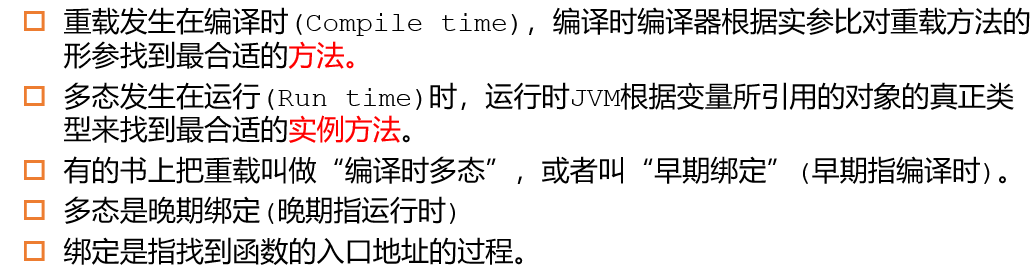 重载发生在编译时(Compile time)，编译时编译器根据实参比对重载方法的
形参找到最合适的方法。
多态发生在运行(Run time)时，运行时JVM根据变量所引用的对象的真正类
型来找到最合适的实例方法。
有的书上把重载叫做“编译时多态”，或者叫“早期绑定”(早期指编译时)。
多态是晚期绑定(晚期指运行时)
绑定是指找到函数的入口地址的过程。